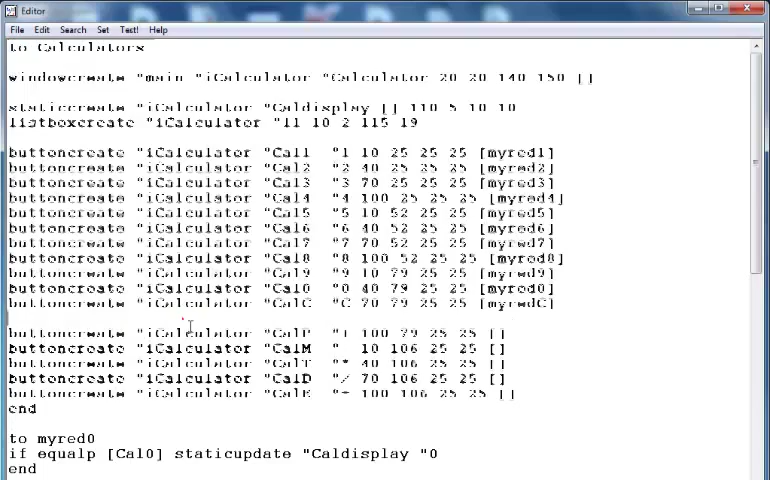 Editor
File Edit Search Set Test! Help
to Calculators
windowcreate "main "iCalculator "Calculator 20 20 140 150 []
staticcreate "iCalculator "Caldisplay [] 110 5 10 10
listboxcreate "iCalculator "l1 10 2 115 19
buttoncreate "iCalculator "Cal1 "1 10 25 25 25 [myred1]
buttoncreate "iCalculator "Cal2 "2 40 25 25 25 [myred2]
buttoncreate "iCalculator "Cal3 "3 70 25 25 25 [myred3]
buttoncreate "iCalculator "Cal4 "4 100 25 25 25 [myred4]
buttoncreate "iCalculator "Cal5 "5 10 52 25 25 [myred5]
buttoncreate "iCalculator "Cal6 "6 40 52 25 25 [myred6]
buttoncreate "iCalculator "Cal7 "7 70 52 25 25 [myred7]
buttoncreate "iCalculator "Cal8 "8 100 52 25 25 [myred8]
buttoncreate "iCalculator "Cal9 "9 10 79 25 25 [myred9]
buttoncreate "iCalculator "Cal0 "0 40 79 25 25 [myred0]
buttoncreate "iCalculator "CalC "C 70 79 25 25 [myredC]
buttoncreate "iCalculator "CalP "+ 100 79 25 25 []
buttoncreate "iCalculator "CalM " 10 106 25 25 []
buttoncreate "iCalculator "CalT "* 40 106 25 25 []
buttoncreate "iCalculator "CalD "/ 70 106 25 25 []
buttoncreate "iCalculator "CalE 100 106 25 25 []
end
to myred0
if equalp [Cal0] staticupdate "Caldisplay "0
end